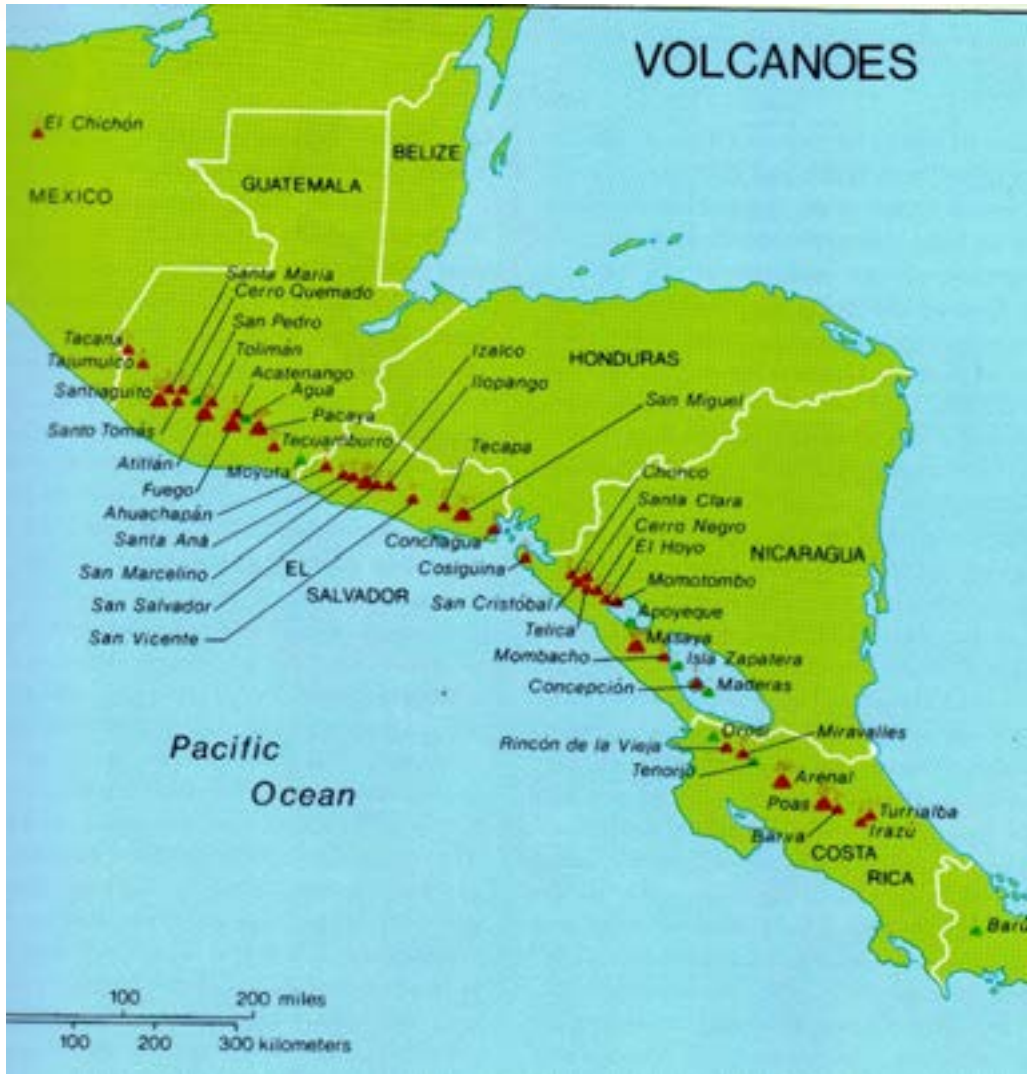 VOLCANOES
El Chichón
BELIZE
GUATEMALA
MEXICO
Santa Maria
Cerro Quemado
San Pedro
Tacana
Tolimán
Izalco
HONDURAS
Tajumulco
Acatenango
Ilopango
Santiaguito
Agua
San Miguel
Pacaya
Santo Tomás
Tecuamburro
Tecapa
Atitlán
Moyuta
Chonco
Fuego
Santa Clara
Ahuachapán
Cerro Negro
Santa Aná
Conchagua
El Hoyo
NICARAGUA
San Marcelino
EL
SALVADOR
Cosiguina
Momotombo
San Salvador
San Cristóbal
Apoyeque
San Vicente
Telica
Masaya
Mombacho
Isla Zapatera
Concepción
Maderas
Orosi
Pacific
Ocean
Rincón de la Vieja
Miravalles
Tenorio
Arenal
Poas
Turrialba
Barva
Irazú
COSTA
RICA
Barú
100 200 miles
100 200 300 kilometers